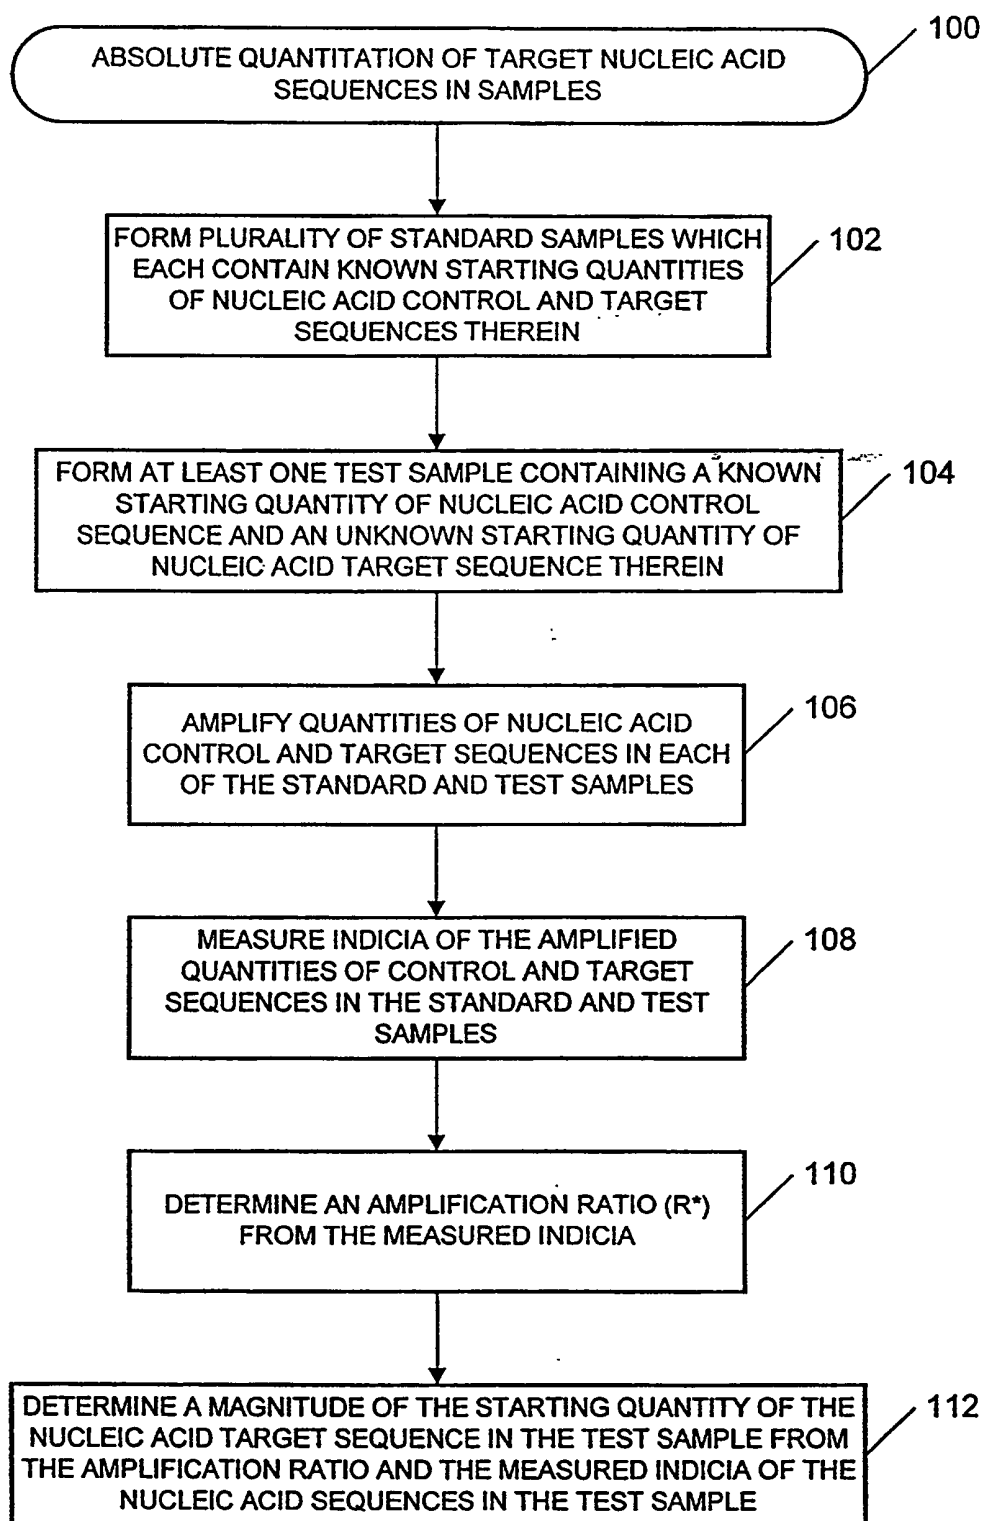 ABSOLUTE QUANTITATION OF TARGET NUCLEIC ACID
SEQUENCES IN SAMPLES
100
FORM PLURALITY OF STANDARD SAMPLES WHICH
EACH CONTAIN KNOWN STARTING QUANTITIES
OF NUCLEIC ACID CONTROL AND TARGET
SEQUENCES THEREIN
102
FORM AT LEAST ONE TEST SAMPLE CONTAINING A KNOWN
STARTING QUANTITY OF NUCLEIC ACID CONTROL
SEQUENCE AND AN UNKNOWN STARTING QUANTITY OF
NUCLEIC ACID TARGET SEQUENCE THEREIN
104
AMPLIFY QUANTITIES OF NUCLEIC ACID
CONTROL AND TARGET SEQUENCES IN EACH
OF THE STANDARD AND TEST SAMPLES
106
MEASURE INDICIA OF THE AMPLIFIED
QUANTITIES OF CONTROL AND TARGET
SEQUENCES IN THE STANDARD AND TEST
SAMPLES
108
DETERMINE AN AMPLIFICATION RATIO (R*)
FROM THE MEASURED INDICIA
110
DETERMINE A MAGNITUDE OF THE STARTING QUANTITY OF THE
NUCLEIC ACID TARGET SEQUENCE IN THE TEST SAMPLE FROM
THE AMPLIFICATION RATIO AND THE MEASURED INDICIA OF THE
NUCLEIC ACID SEQUENCES IN THE TEST SAMPLE
112